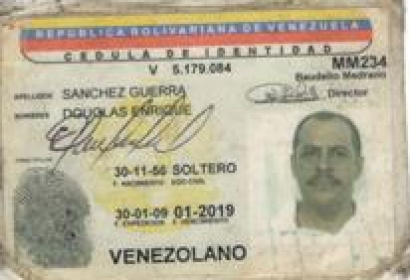 REPUBLICA BOLIVARIANA DE VENEZUELA
CEDULA DE IDENTIDAD
V 5.179.084 MM234
Baudelio Medrano
Director
APELLIDOS SANCHEZ GUERRA
NOMBRES DOUGLAS ENRIQUE
30-11-56 SOLTERO
F. NACIMIENTO EDO CIVIL
30-01-09 01-2019
F. EXPEDICION F. VENCIMIENTO
VENEZOLANO